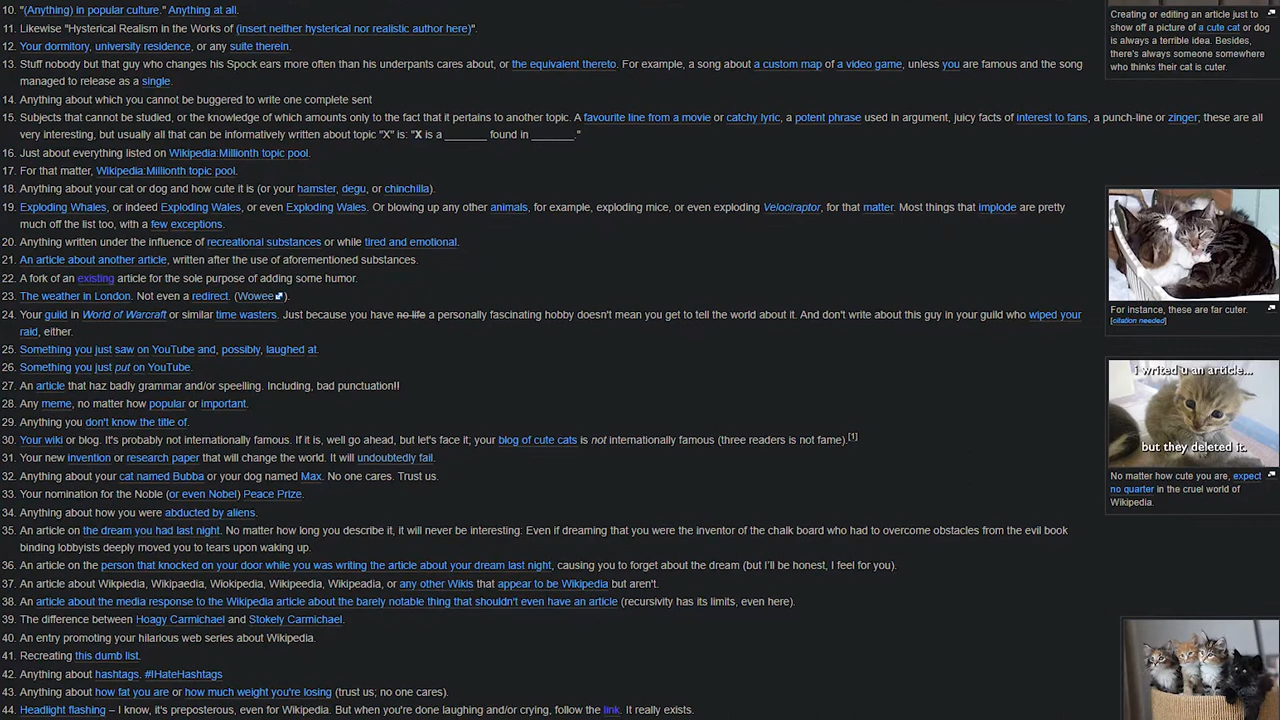 10. "(Anything) in popular culture." Anything at all.
11. Likewise "Hysterical Realism in the Works of (insert neither hysterical nor realistic author here)".
12. Your dormitory, university residence, or any suite therein.
13. Stuff nobody but that guy who changes his Spock ears more often than his underpants cares about, or the equivalent thereto. For example, a song about a custom map of a video game, unless you are famous and the song
managed to release as a single.
14. Anything about which you cannot be buggered to write one complete sent
15. Subjects that cannot be studied, or the knowledge of which amounts only to the fact that it pertains to another topic. A favourite line from a movie or catchy lyric, a potent phrase used in argument, juicy facts of interest to fans, a punch-line or zinger; these are all
very interesting, but usually all that can be informatively written about topic "X" is: "X is a _______ found in _______."
16. Just about everything listed on Wikipedia:Millionth topic pool.
17. For that matter, Wikipedia:Millionth topic pool.
18. Anything about your cat or dog and how cute it is (or your hamster, degu, or chinchilla).
19. Exploding Whales, or indeed Exploding Wales, or even Exploding Wales. Or blowing up any other animals, for example, exploding mice, or even exploding Velociraptor, for that matter. Most things that implode are pretty
much off the list too, with a few exceptions.
20. Anything written under the influence of recreational substances or while tired and emotional.
21. An article about another article, written after the use of aforementioned substances.
22. A fork of an existing article for the sole purpose of adding some humor.
23. The weather in London. Not even a redirect. (Wowee).
24. Your guild in World of Warcraft or similar time wasters. Just because you have no life a personally fascinating hobby doesn't mean you get to tell the world about it. And don't write about this guy in your guild who wiped your
raid, either.
25. Something you just saw on YouTube and, possibly, laughed at.
26. Something you just put on YouTube.
27. An article that haz badly grammar and/or speelling. Including, bad punctuation!!
28. Any meme, no matter how popular or important.
29. Anything you don't know the title of.
30. Your wiki or blog. It's probably not internationally famous. If it is, well go ahead, but let's face it; your blog of cute cats is not internationally famous (three readers is not fame).[1]
31. Your new invention or research paper that will change the world. It will undoubtedly fail.
32. Anything about your cat named Bubba or your dog named Max. No one cares. Trust us.
33. Your nomination for the Noble (or even Nobel) Peace Prize.
34. Anything about how you were abducted by aliens.
35. An article on the dream you had last night. No matter how long you describe it, it will never be interesting: Even if dreaming that you were the inventor of the chalk board who had to overcome obstacles from the evil book
binding lobbyists deeply moved you to tears upon waking up.
36. An article on the person that knocked on your door while you was writing the article about your dream last night, causing you to forget about the dream (but I'll be honest, I feel for you).
37. An article about Wikpiedia, Wikipaedia, Wiokipedia, Wikipeedia, Wikipeadia, or any other Wikis that appear to be Wikipedia but aren't.
38. An article about the media response to the Wikipedia article about the barely notable thing that shouldn't even have an article (recursivity has its limits, even here).
39. The difference between Hoagy Carmichael and Stokely Carmichael.
40. An entry promoting your hilarious web series about Wikipedia.
41. Recreating this dumb list.
42. Anything about hashtags. #IHateHashtags
43. Anything about how fat you are or how much weight you're losing (trust us; no one cares).
44. Headlight flashing – I know, it's preposterous, even for Wikipedia. But when you're done laughing and/or crying, follow the link. It really exists.
Creating or editing an article just to
show off a picture of a cute cat or dog
is always a terrible idea. Besides,
there's always someone somewhere
who thinks their cat is cuter.
For instance, these are far cuter.
[citation needed]
i writed u an article...
but they deleted it.
No matter how cute you are, expect
no quarter in the cruel world of
Wikipedia.